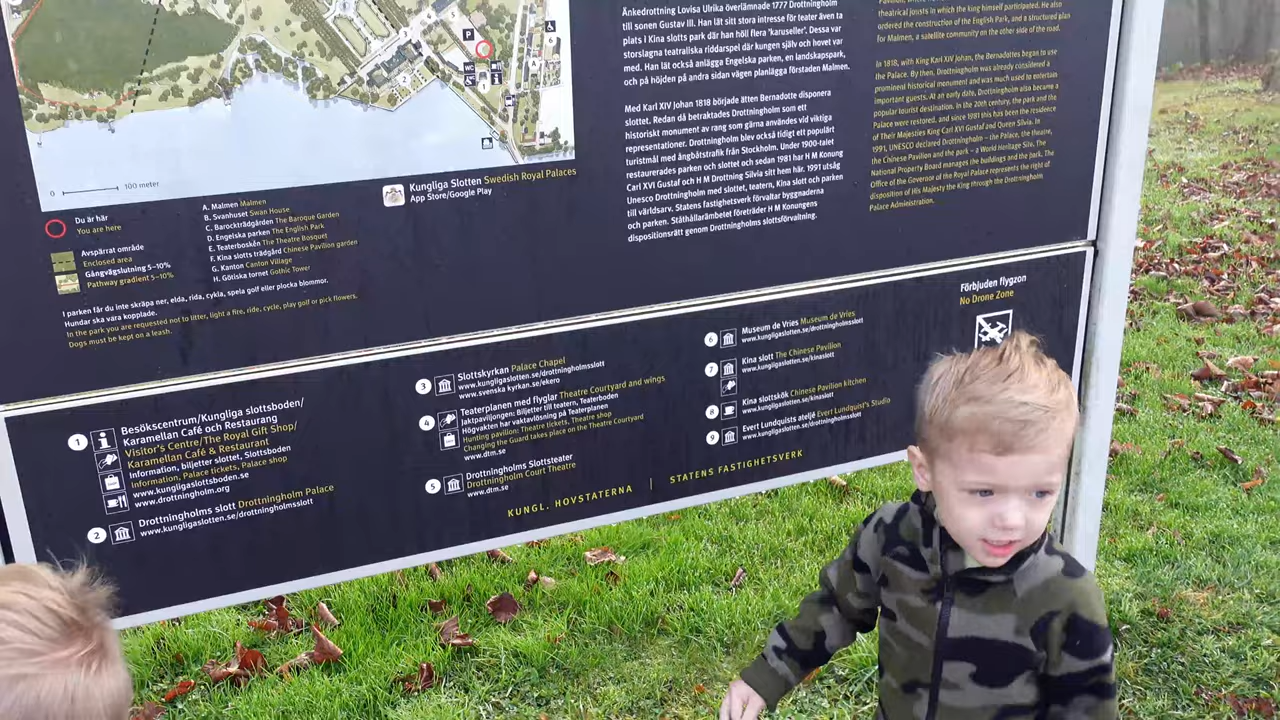 P
WC
A
1
2
0 100 meter
Du är här
You are here
Avspärrat område
Enclosed area
Gångvägslutning 5–10%
Pathway gradient 5–10%
A. Malmen Malmen
B. Svanhuset Swan House
C. Barockträdgården The Baroque Garden
D. Engelska parken The English Park
E. Teaterboskén The Theatre Bosquet
F. Kina slotts trädgård Chinese Pavilion garden
G. Kanton Canton Village
H. Götiska tornet Gothic Tower
Kungliga Slotten Swedish Royal Palaces
App Store/Google Play
I parken får du inte skräpa ner, elda, rida, cykla, spela golf eller plocka blommor.
Hundar ska vara kopplade.
In the park you are requested not to litter, light a fire, ride, cycle, play golf or pick flowers.
Dogs must be kept on a leash.
Änkedrottning Lovisa Ulrika överlämnade 1777 Drottningholm
till sonen Gustav III. Han lät sitt stora intresse för teater även ta
plats i Kina slotts park där han höll flera 'karuseller'. Dessa var
storslagna teatraliska riddarspel där kungen själv och hovet var
med. Han lät också anlägga Engelska parken, en landskapspark,
och på höjden på andra sidan vägen planlägga förstaden Malmen.
Med Karl XIV Johan 1818 började ätten Bernadotte disponera
slottet. Redan då betraktades Drottningholm som ett
historiskt monument av rang som gärna användes vid viktiga
representationer. Drottningholm blev också tidigt ett populärt
turistmål med ångbåtstrafik från Stockholm. Under 1900-talet
restaurerades parken och slottet och sedan 1981 har H M Konung
Carl XVI Gustaf och H M Drottning Silvia sitt hem här. 1991 utsåg
Unesco Drottningholm med slottet, teatern, Kina slott och parken
till världsarv. Statens fastighetsverk förvaltar byggnaderna
och parken. Ståthållarämbetet företräder H M Konungens
dispositionsrätt genom Drottningholms slottsförvaltning.
theatrical jousts in which the king himself participated. He also
ordered the construction of the English Park, and a structured plan
for Malmen, a satellite community on the other side of the road.
In 1818, with King Karl XIV Johan, the Bernadottes began to use
the Palace. By then, Drottningholm was already considered a
prominent historical monument and was much used to entertain
important guests. At an early date, Drottningholm also became a
popular tourist destination. In the 20th century, the park and the
Palace were restored, and since 1981 this has been the residence
of Their Majesties King Carl XVI Gustaf and Queen Silvia. In
1991, UNESCO declared Drottningholm – the Palace, the theatre,
the Chinese Pavilion and the park – a World Heritage Site. The
National Property Board manages the buildings and the park. The
Office of the Governor of the Royal Palace represents the right of
disposition of His Majesty the King through the Drottningholm
Palace Administration.
1 Besökscentrum/Kungliga slottsboden/
Karamellan Café och Restaurang
Visitor's Centre/The Royal Gift Shop/
Karamellan Café & Restaurant
Information, biljetter slottet, Slottsboden
Information, Palace tickets, Palace shop
www.kungligaslottsboden.se
www.drottningholm.org
2 Drottningholms slott Drottningholm Palace
www.kungligaslotten.se/drottningholmsslott
3 Slottskyrkan Palace Chapel
www.kungligaslotten.se/drottningholmsslott
www.svenska kyrkan.se/ekero
4 Teaterplanen med flyglar Theatre Courtyard and wings
Jaktpaviljongen: Biljetter till teatern, Teaterboden
Högvakten har vaktavlösning på Teaterplanen
Hunting pavilion: Theatre tickets, Theatre shop
Changing the Guard takes place on the Theatre Courtyard
www.dtm.se
5 Drottningholms Slottsteater
Drottningholm Court Theatre
www.dtm.se
6 Museum de Vries Museum de Vries
www.kungligaslotten.se/drottningholmsslott
7 Kina slott The Chinese Pavilion
www.kungligaslotten.se/kinaslott
8 Kina slottskök Chinese Pavilion kitchen
www.kungligaslotten.se/kinaslott
9 Evert Lundquists ateljé Evert Lundquist's Studio
www.kungligaslotten.se/drottningholmsslott
Förbjuden flygzon
No Drone Zone
KUNGL. HOVSTATERNA | STATENS FASTIGHETSVERK